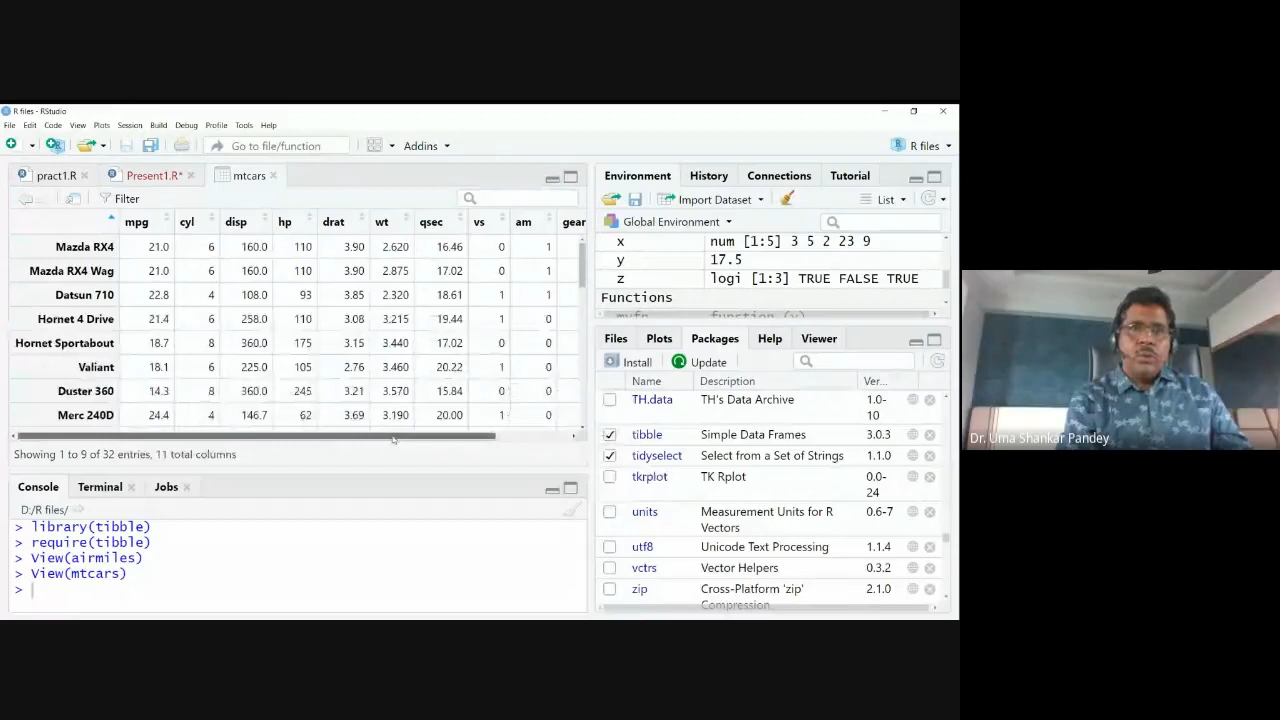 R files - RStudio
File Edit Code View Plots Session Build Debug Profile Tools Help
Go to file/function Addins R files
pract1.R Present1.R* mtcars
Filter
mpg cyl disp hp drat wt qsec vs am gear
Mazda RX4 21.0 6 160.0 110 3.90 2.620 16.46 0 1
Mazda RX4 Wag 21.0 6 160.0 110 3.90 2.875 17.02 0 1
Datsun 710 22.8 4 108.0 93 3.85 2.320 18.61 1 1
Hornet 4 Drive 21.4 6 258.0 110 3.08 3.215 19.44 1 0
Hornet Sportabout 18.7 8 360.0 175 3.15 3.440 17.02 0 0
Valiant 18.1 6 225.0 105 2.76 3.460 20.22 1 0
Duster 360 14.3 8 360.0 245 3.21 3.570 15.84 0 0
Merc 240D 24.4 4 146.7 62 3.69 3.190 20.00 1 0
Showing 1 to 9 of 32 entries, 11 total columns
Console Terminal Jobs
D:/R files/
> library(tibble)
> require(tibble)
> View(airmiles)
> View(mtcars)
>
Environment History Connections Tutorial
Import Dataset List
Global Environment
x num [1:5] 3 5 2 23 9
y 17.5
z logi [1:3] TRUE FALSE TRUE
Functions
myfn function (y)
Files Plots Packages Help Viewer
Install Update
Name Description Ver...
TH.data TH's Data Archive 1.0-
10
tibble Simple Data Frames 3.0.3
tidyselect Select from a Set of Strings 1.1.0
tkrplot TK Rplot 0.0-
24
units Measurement Units for R 0.6-7
Vectors
utf8 Unicode Text Processing 1.1.4
vctrs Vector Helpers 0.3.2
zip Cross-Platform 'zip' 2.1.0
Compression
Dr. Uma Shankar Pandey